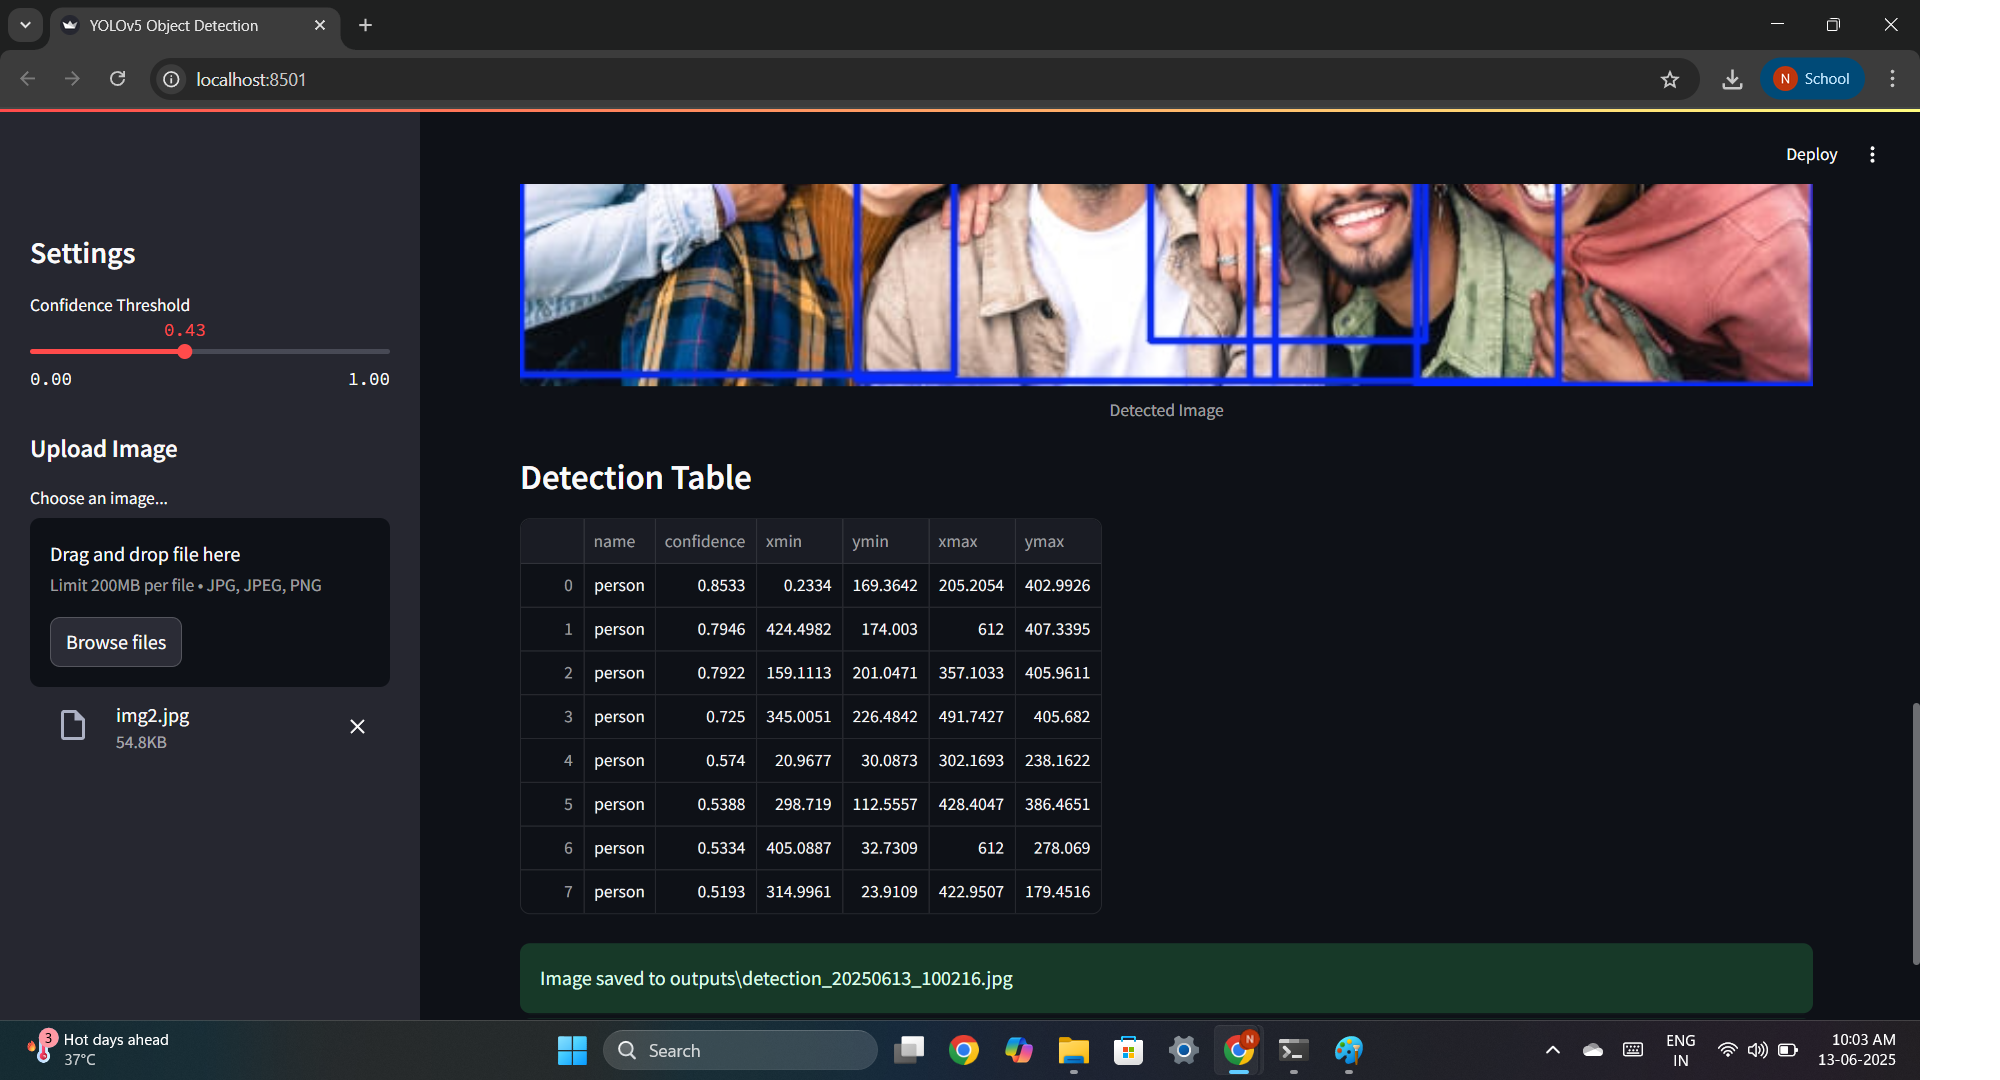 YOLOv5 Object Detection
localhost:8501
N School
Deploy
Settings
Confidence Threshold
0.43
0.00 1.00
Upload Image
Choose an image...
Drag and drop file here
Limit 200MB per file • JPG, JPEG, PNG
Browse files
img2.jpg
54.8KB
Detected Image
Detection Table
name confidence xmin ymin xmax ymax
0 person 0.8533 0.2334 169.3642 205.2054 402.9926
1 person 0.7946 424.4982 174.003 612 407.3395
2 person 0.7922 159.1113 201.0471 357.1033 405.9611
3 person 0.725 345.0051 226.4842 491.7427 405.682
4 person 0.574 20.9677 30.0873 302.1693 238.1622
5 person 0.5388 298.719 112.5557 428.4047 386.4651
6 person 0.5334 405.0887 32.7309 612 278.069
7 person 0.5193 314.9961 23.9109 422.9507 179.4516
Image saved to outputs\detection_20250613_100216.jpg
3
Hot days ahead
37°C
Search
N
ENG
IN
10:03 AM
13-06-2025